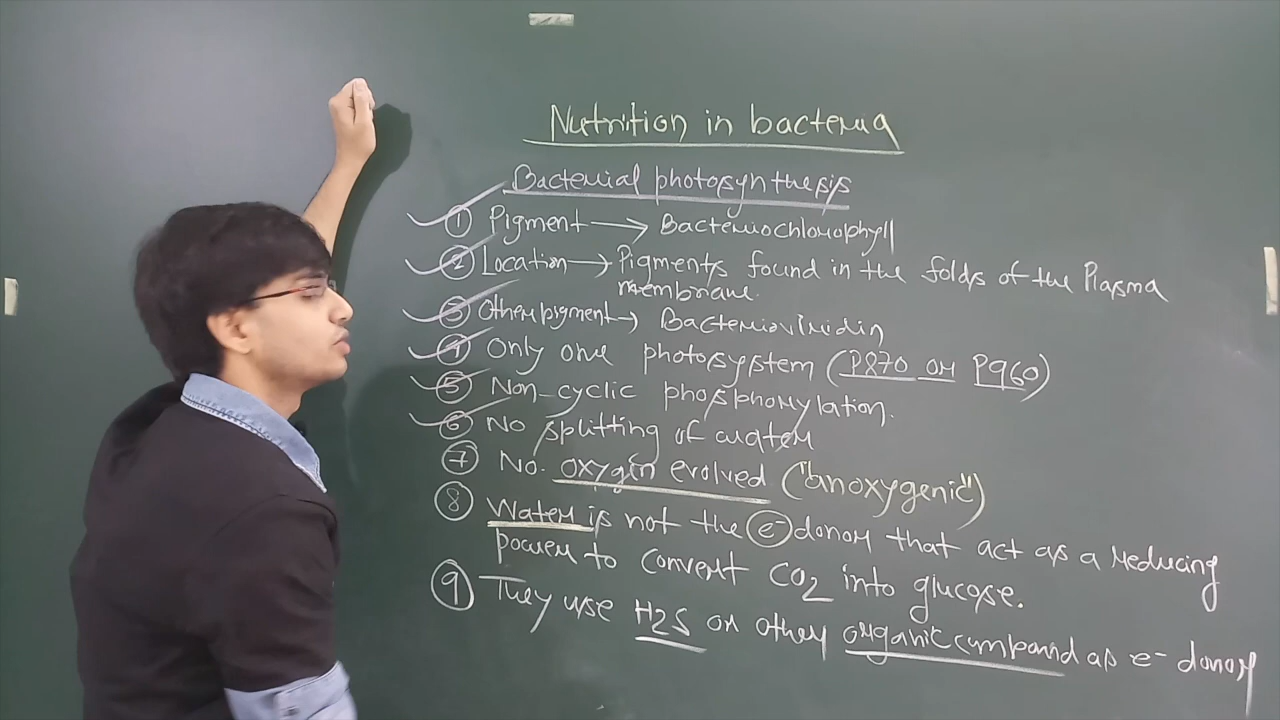 Nutrition in bacteria
Bacterial photosynthesis
① Pigment → Bacteriochlorophyll
② Location → Pigments found in the folds of the Plasma
membrane.
③ Other pigment → Bacterioviridin
④ Only one photosystem (P870 or P960)
⑤ Non-cyclic phosphorylation.
⑥ No splitting of water
⑦ No. oxygin evolved ("anoxygenic")
⑧ Water is not the e- donor that act as a reducing
power to convert CO2 into glucose.
⑨ They use H2S or other organic cumpound as e- donor